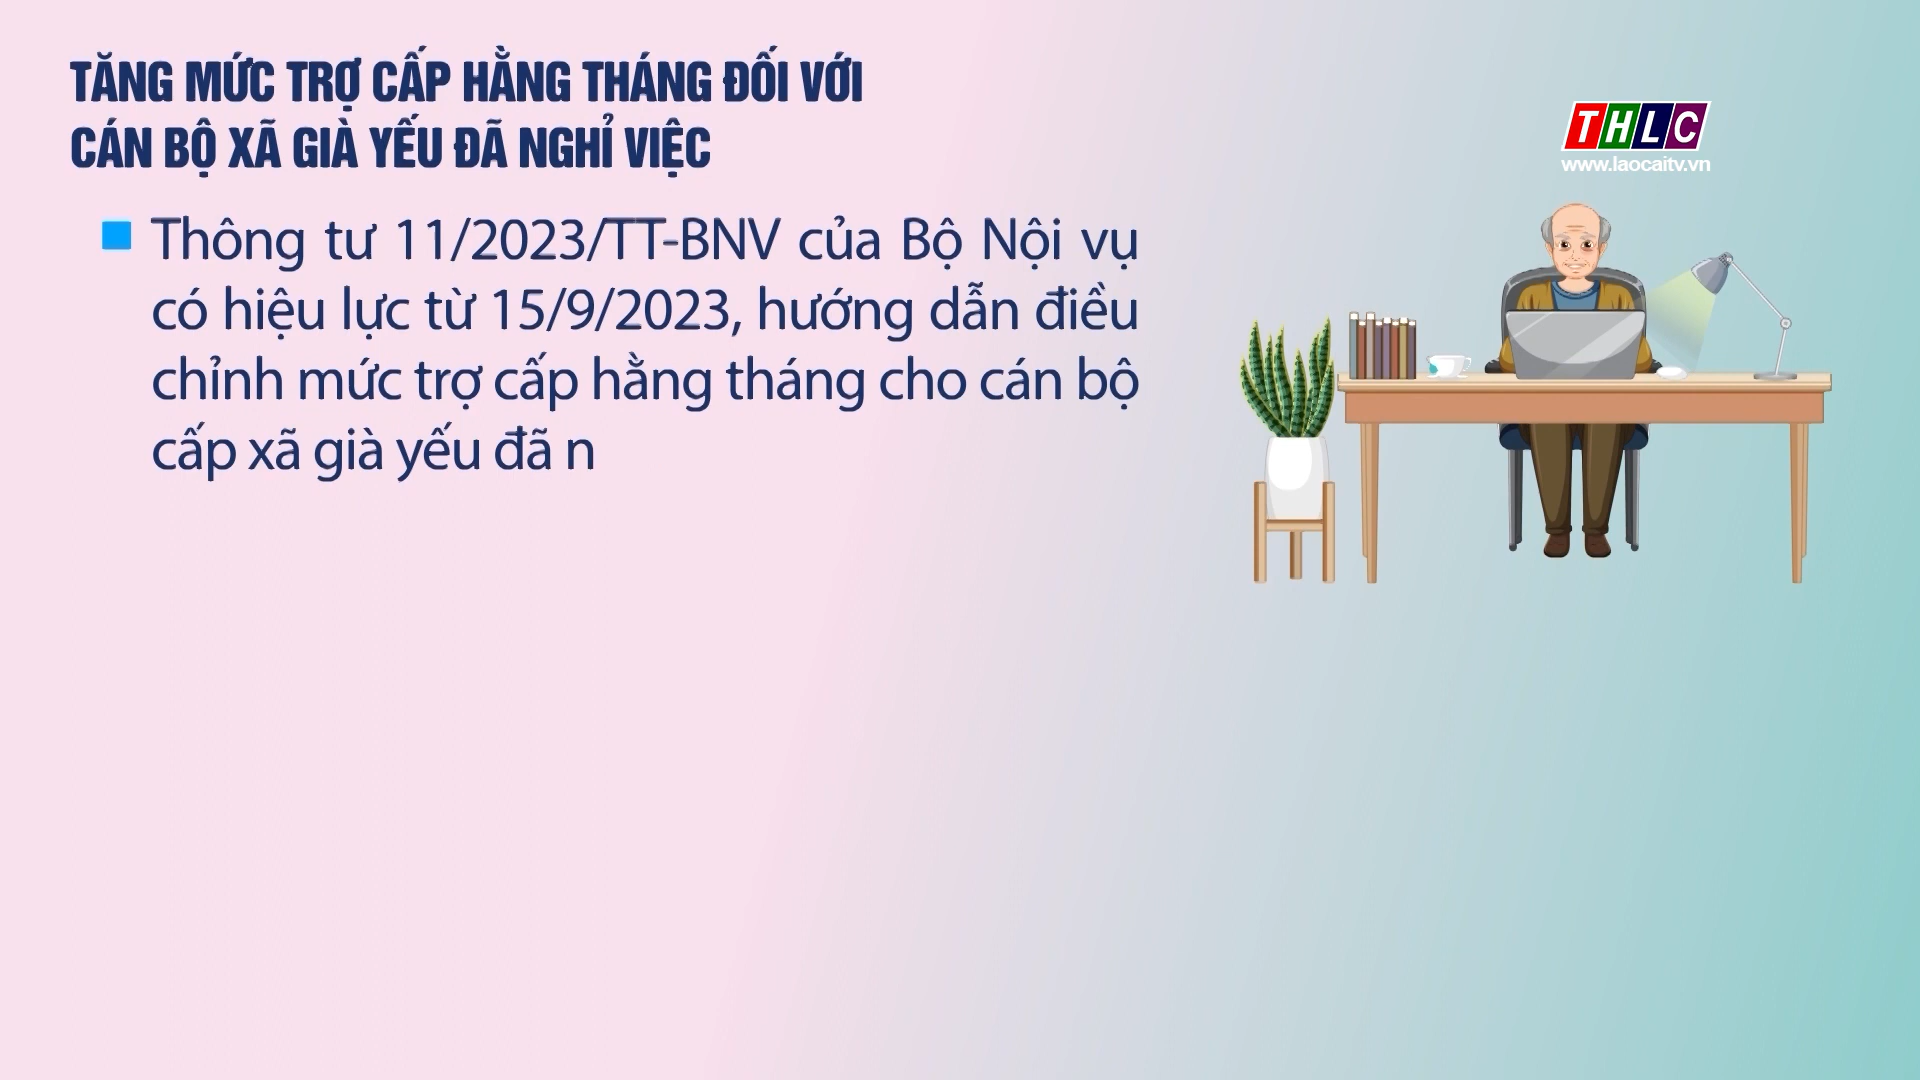 TĂNG MỨC TRỢ CẤP HẰNG THÁNG ĐỐI VỚI
CÁN BỘ XÃ GIÀ YẾU ĐÃ NGHỈ VIỆC
THLC
www.laocaitv.vn
Thông tư 11/2023/TT-BNV của Bộ Nội vụ
có hiệu lực từ 15/9/2023, hướng dẫn điều
chỉnh mức trợ cấp hằng tháng cho cán bộ
cấp xã già yếu đã n